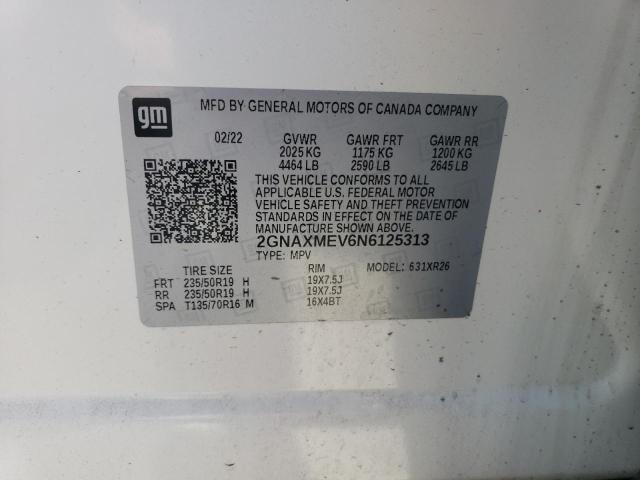 gm
MFD BY GENERAL MOTORS OF CANADA COMPANY
02/22 GVWR GAWR FRT GAWR RR
2025 KG 1175 KG 1200 KG
4464 LB 2590 LB 2645 LB
THIS VEHICLE CONFORMS TO ALL
APPLICABLE U.S. FEDERAL MOTOR
VEHICLE SAFETY AND THEFT PREVENTION
STANDARDS IN EFFECT ON THE DATE OF
MANUFACTURE SHOWN ABOVE.
2GNAXMEV6N6125313
TYPE: MPV
TIRE SIZE RIM MODEL: 631XR26
FRT 235/50R19 H 19X7.5J
RR 235/50R19 H 19X7.5J
SPA T135/70R16 M 16X4BT